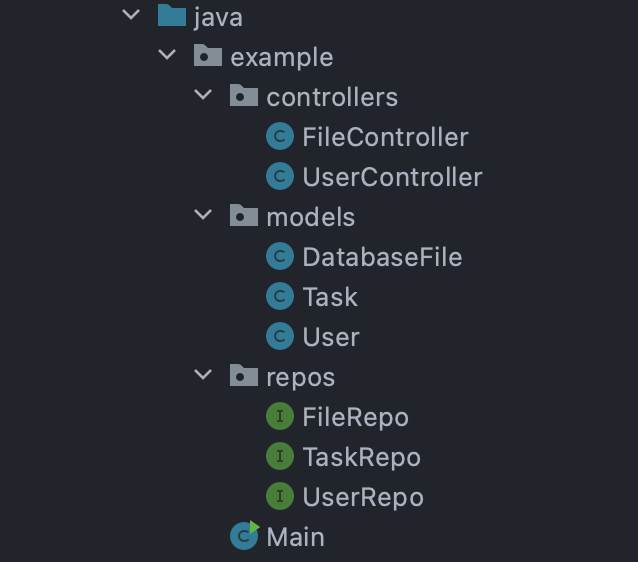 java
example
controllers
C FileController
C UserController
models
C DatabaseFile
C Task
C User
repos
I FileRepo
I TaskRepo
I UserRepo
C Main